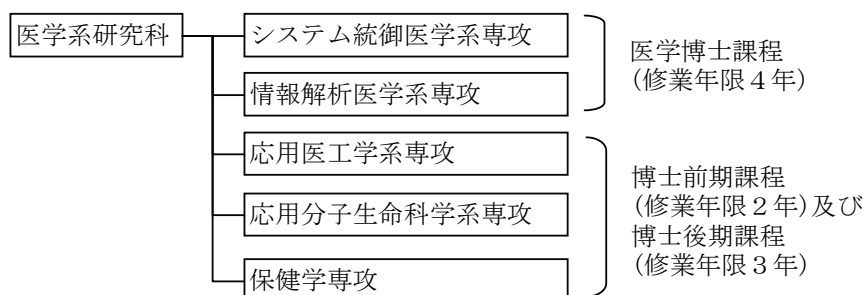 医学系研究科
システム統御医学系専攻
情報解析医学系専攻
医学博士課程
(修業年限４年)
応用医工学系専攻
応用分子生命科学系専攻
保健学専攻
博士前期課程
(修業年限２年)及び
博士後期課程
(修業年限３年)